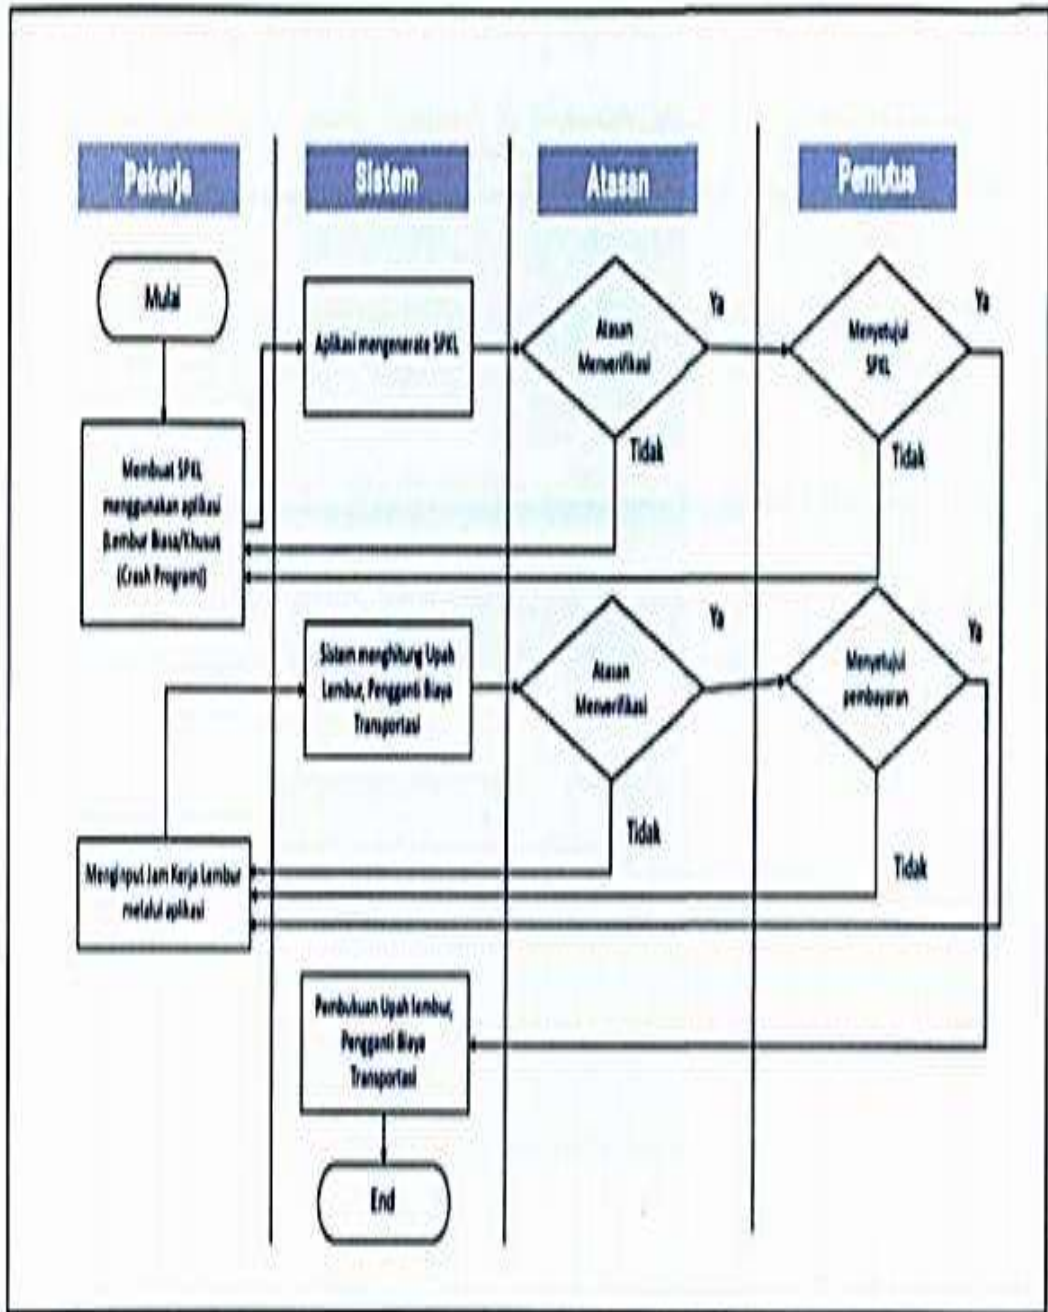 Pekerja
Sistem
Atasan
Pemutus
Mulai
Aplikasi mengenerate SPKL
Atasan
Menverifikasi
Ya
Menyetujui
SPKL
Ya
Tidak
Tidak
Membuat SPKL
menggunakan aplikasi
(Lembur Biasa/Khusus
(Crash Program))
Sistem menghitung Upah
Lembur, Pengganti Biaya
Transportasi
Atasan
Menverifikasi
Ya
Menyetujui
pembayaran
Ya
Tidak
Tidak
Menginput Jam Kerja Lembur
melalui aplikasi
Pembukuan Upah lembur,
Pengganti Biaya
Transportasi
End